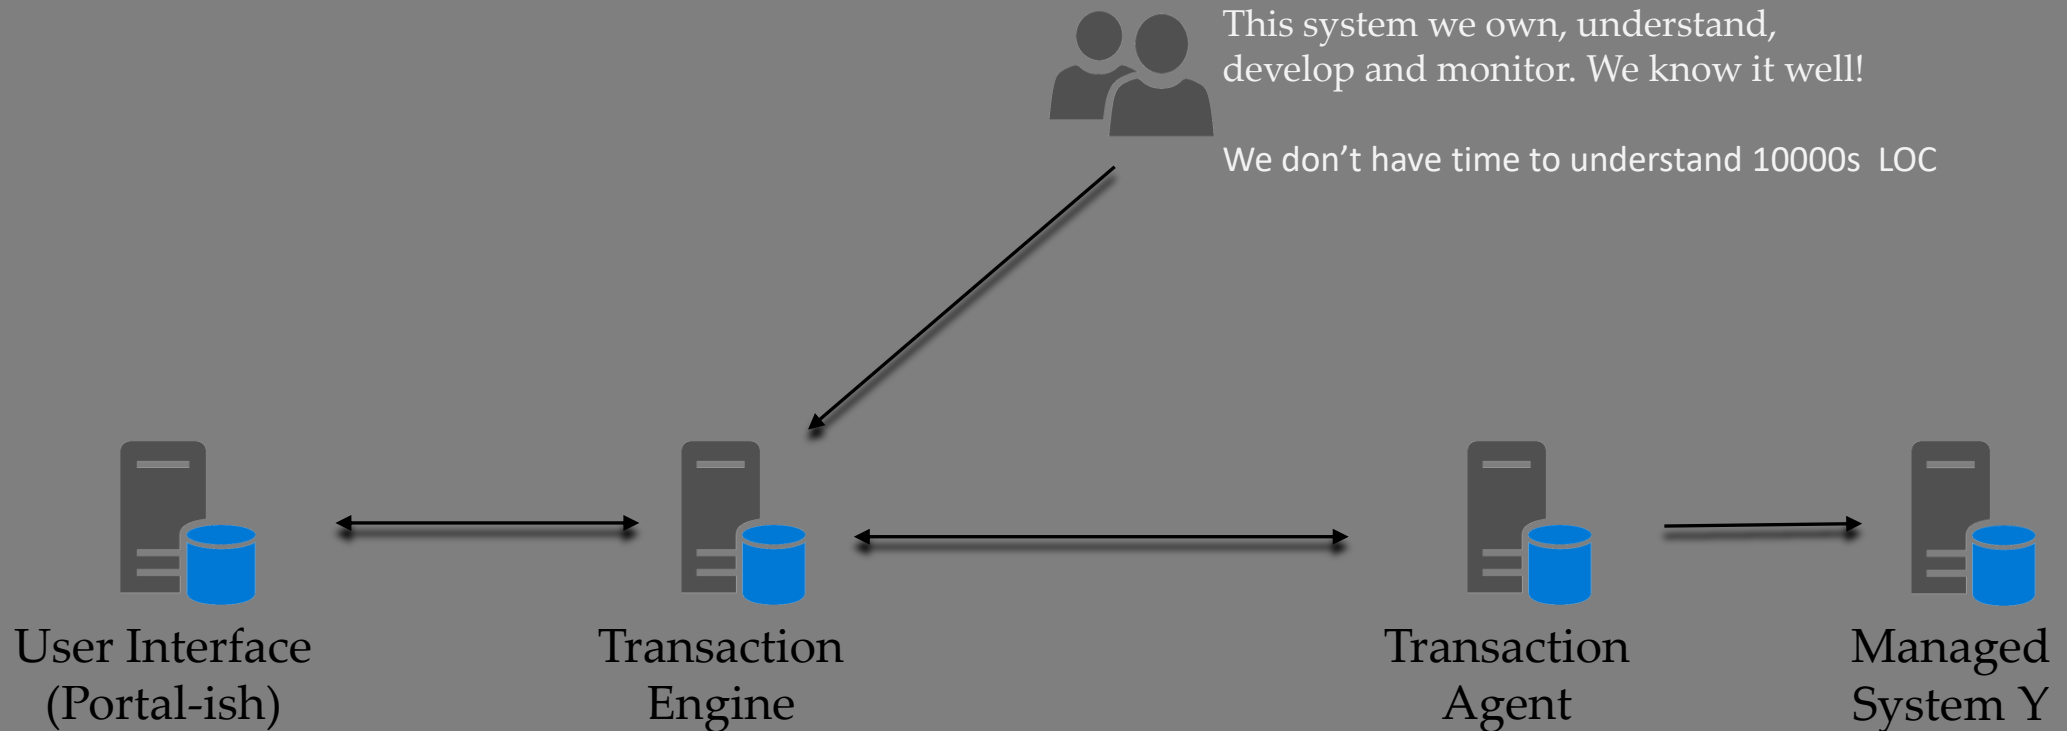 This system we own, understand,
develop and monitor. We know it well!
We don’t have time to understand 10000s LOC
User Interface
(Portal-ish)
Transaction
Engine
Transaction
Agent
Managed
System Y